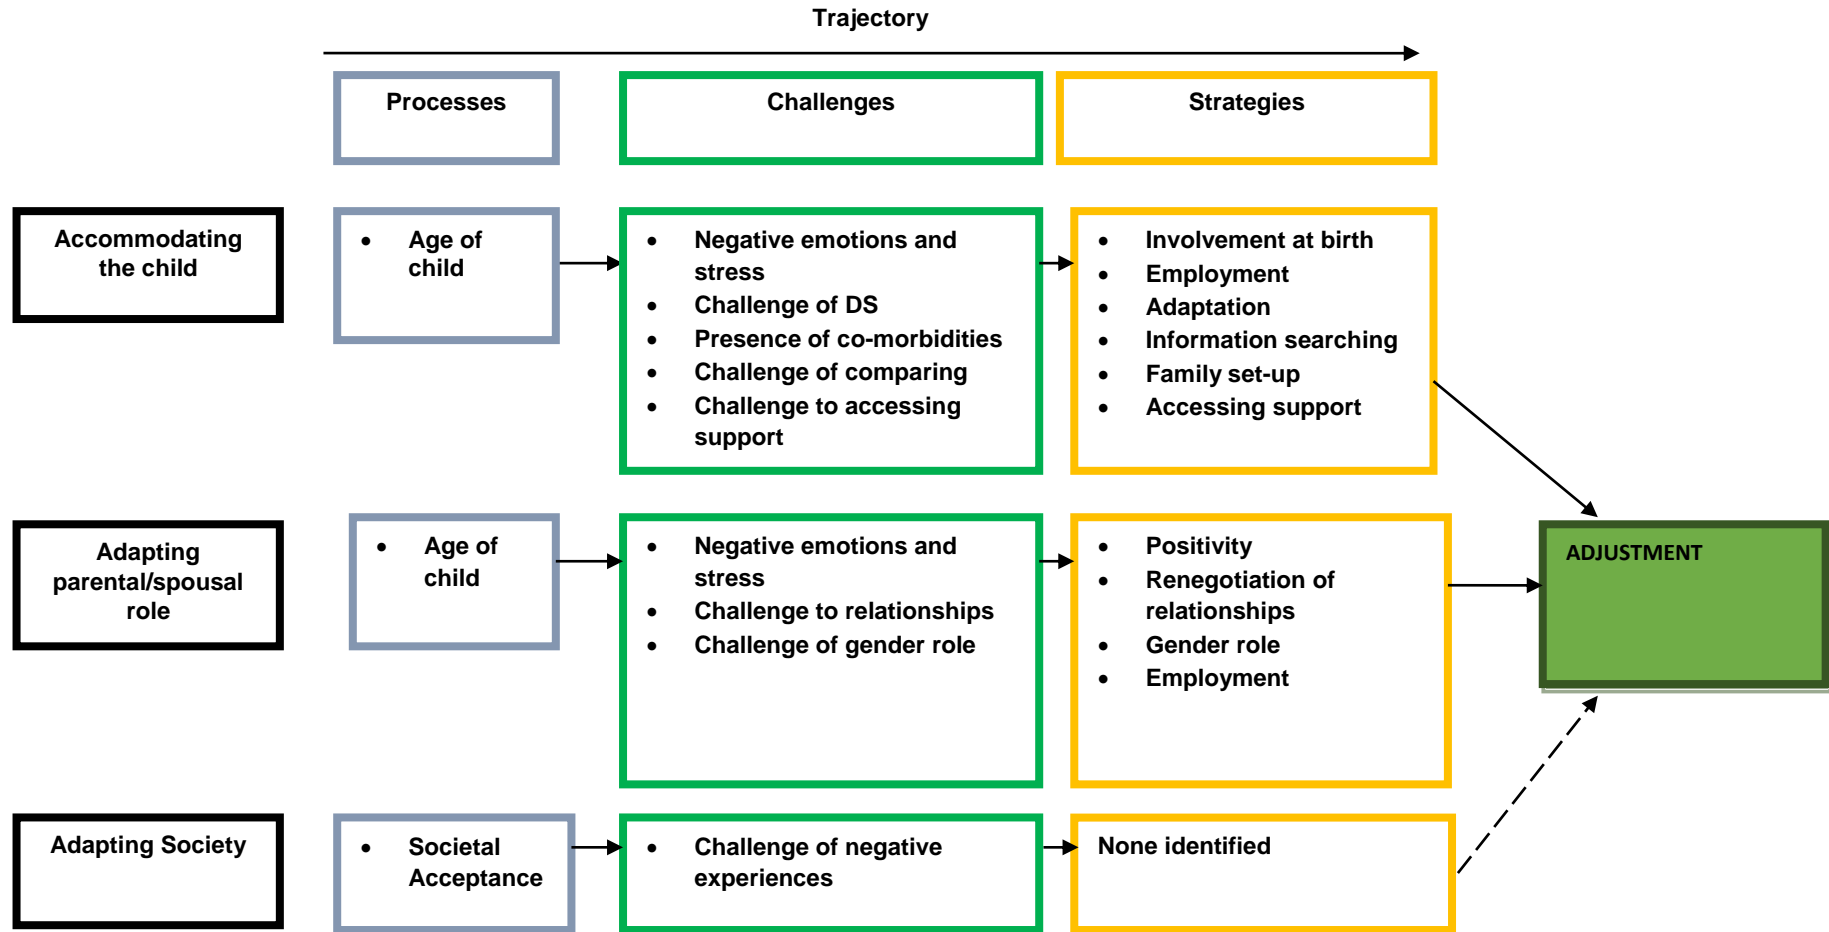 Trajectory
Processes
Challenges
Strategies
Accommodating
the child
• Age of
child
• Negative emotions and
stress
• Challenge of DS
• Presence of co-morbidities
• Challenge of comparing
• Challenge to accessing
support
• Involvement at birth
• Employment
• Adaptation
• Information searching
• Family set-up
• Accessing support
Adapting
parental/spousal
role
• Age of
child
• Negative emotions and
stress
• Challenge to relationships
• Challenge of gender role
• Positivity
• Renegotiation of
relationships
• Gender role
• Employment
ADJUSTMENT
Adapting Society
• Societal
Acceptance
• Challenge of negative
experiences
None identified